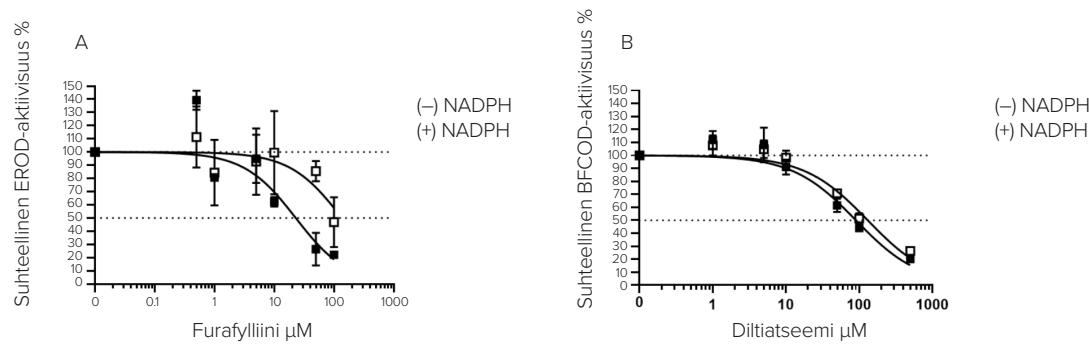 A
Suhteellinen EROD-aktiivisuus %
150
140
130
120
110
100
90
80
70
60
50
40
30
20
10
0
0 0.1 1 10 100 1000
Furafylliini µM
(–) NADPH
(+) NADPH
B
Suhteellinen BFCOD-aktiivisuus %
150
140
130
120
110
100
90
80
70
60
50
40
30
20
10
0
0 1 10 100 1000
Diltiatseemi µM
(–) NADPH
(+) NADPH